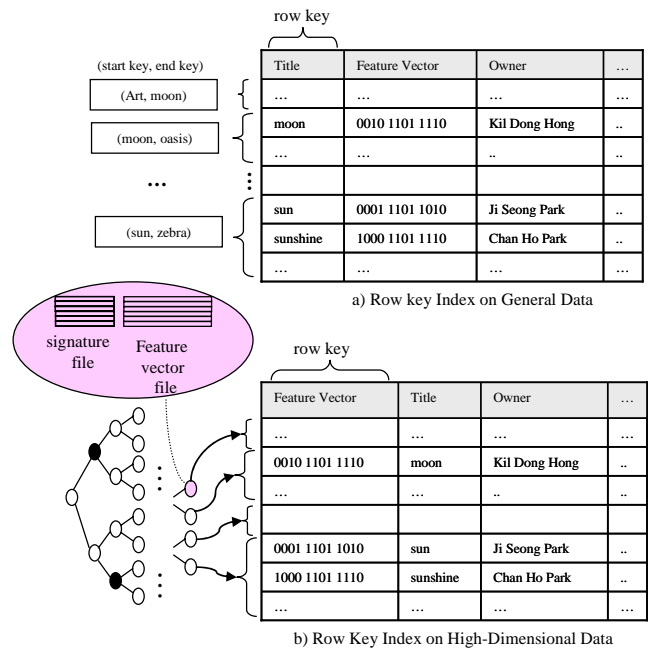 row key
(start key, end key)
Title Feature Vector Owner …
(Art, moon)
… … … …
moon 0010 1101 1110 Kil Dong Hong ..
(moon, oasis)
… … .. ..
…
sun 0001 1101 1010 Ji Seong Park ..
(sun, zebra)
sunshine 1000 1101 1110 Chan Ho Park ..
… … … …
a) Row key Index on General Data
signature file
Feature vector file
row key
Feature Vector Title Owner …
… … … …
0010 1101 1110 moon Kil Dong Hong ..
… … .. ..
0001 1101 1010 sun Ji Seong Park ..
1000 1101 1110 sunshine Chan Ho Park ..
… … … …
b) Row Key Index on High-Dimensional Data